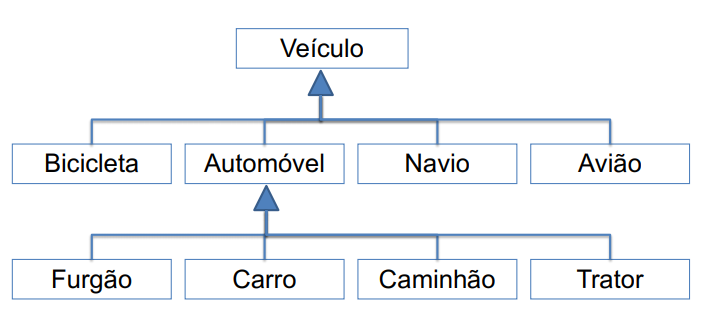 Veículo
Bicicleta Automóvel Navio Avião
Furgão Carro Caminhão Trator